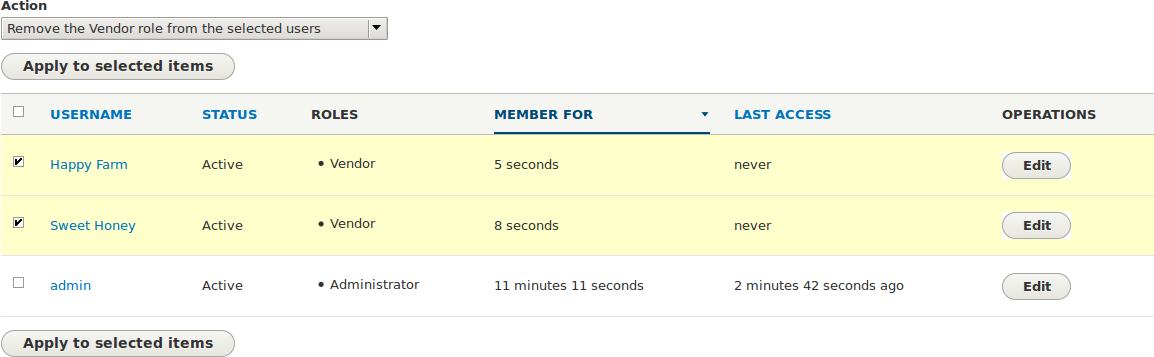 Action
Remove the Vendor role from the selected users
Apply to selected items
USERNAME STATUS ROLES MEMBER FOR LAST ACCESS OPERATIONS
Happy Farm Active • Vendor 5 seconds never Edit
Sweet Honey Active • Vendor 8 seconds never Edit
admin Active • Administrator 11 minutes 11 seconds 2 minutes 42 seconds ago Edit
Apply to selected items